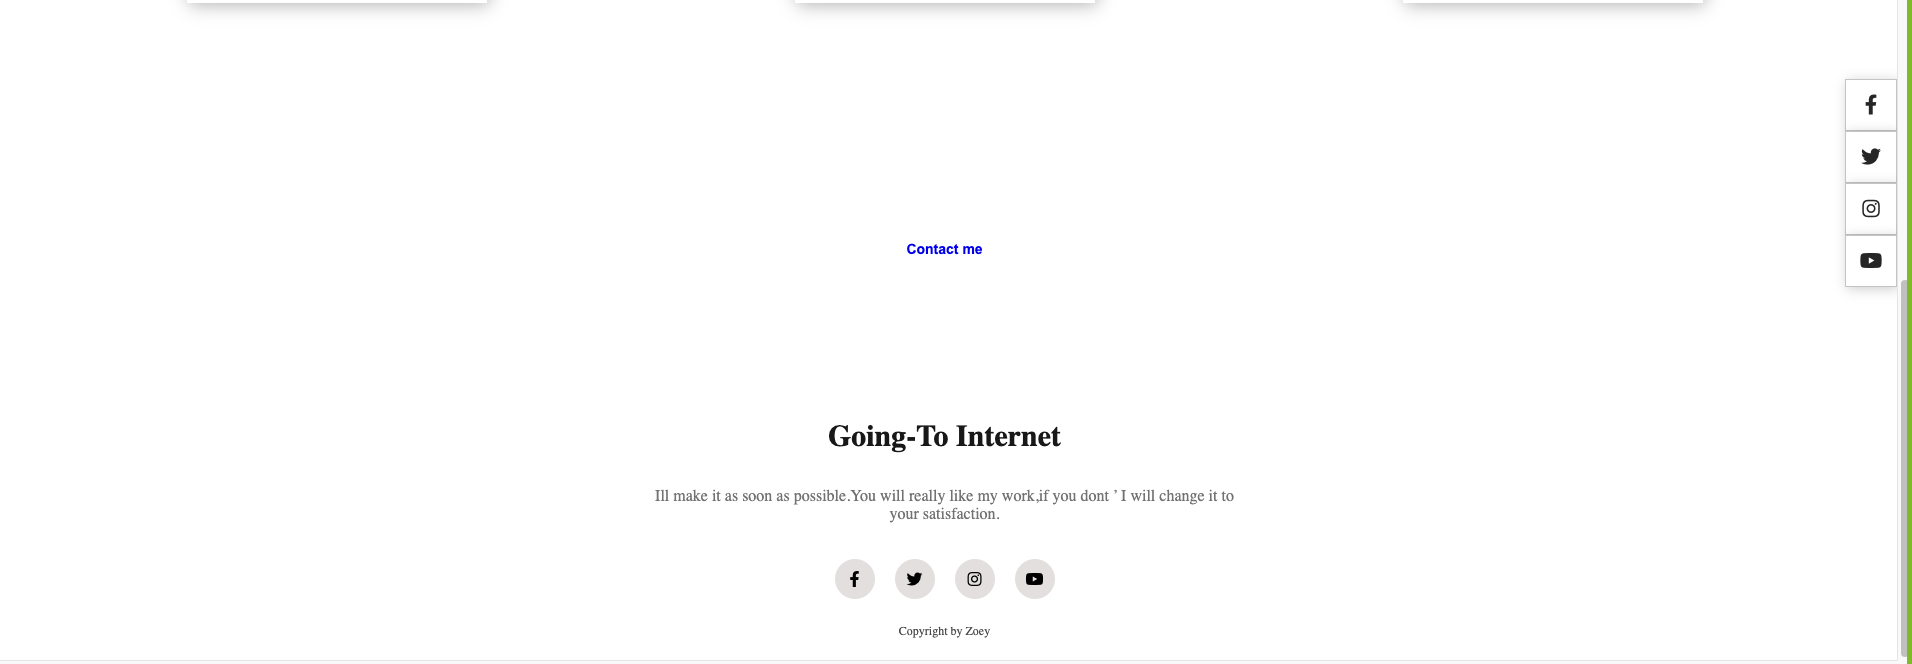 Contact me
Going-To Internet
Ill make it as soon as possible.You will really like my work,if you dont ’ I will change it to
your satisfaction.
Copyright by Zoey